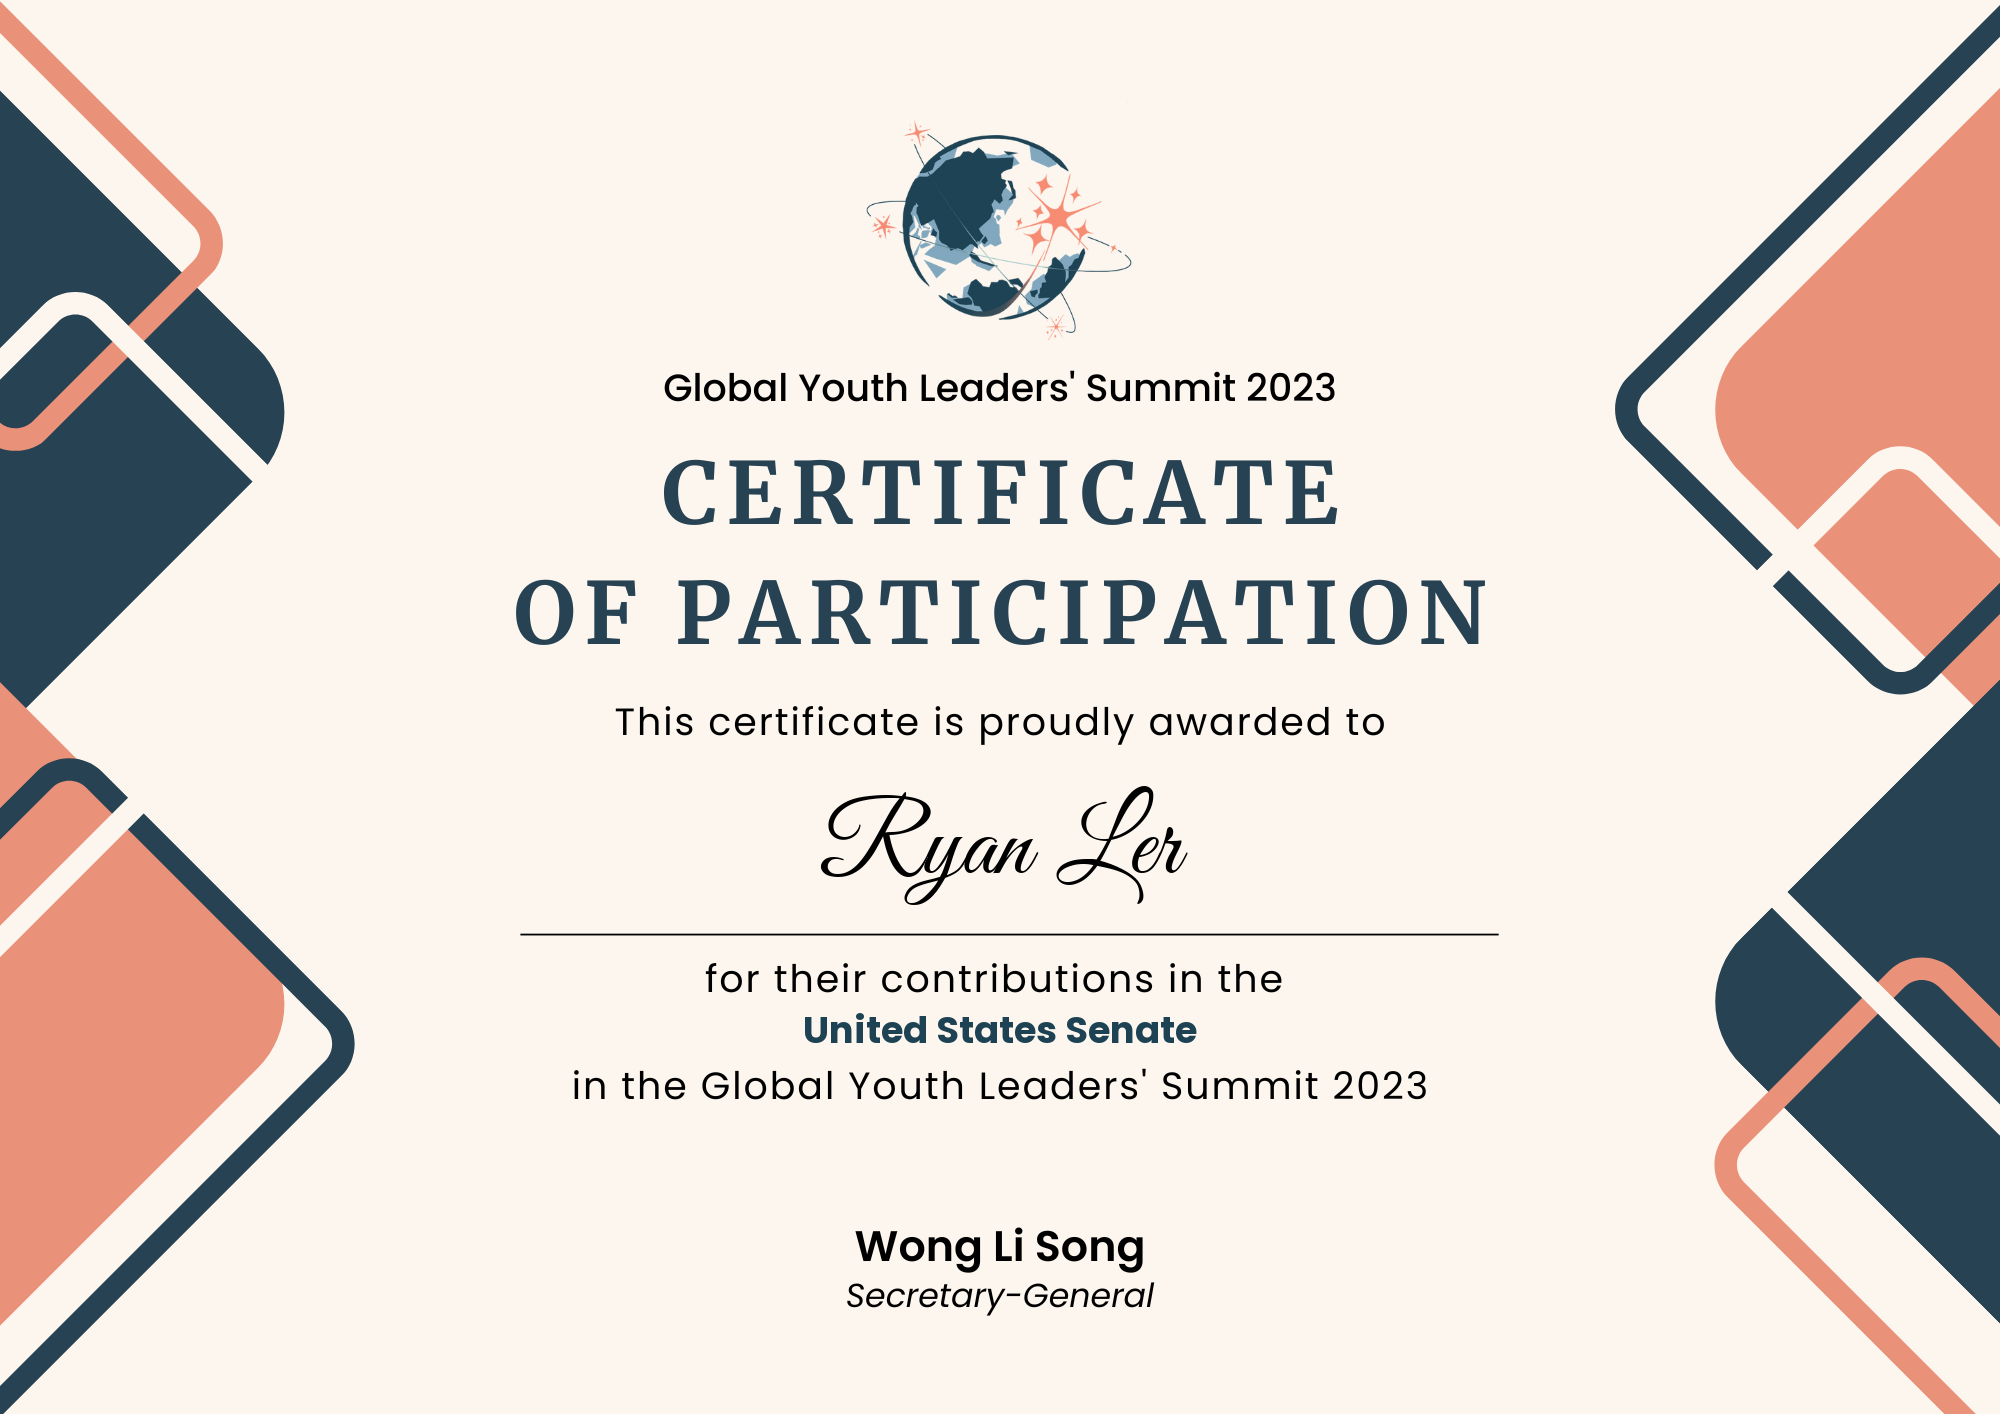 Global Youth Leaders' Summit 2023
CERTIFICATE
OF PARTICIPATION
This certificate is proudly awarded to
Ryan Ler
for their contributions in the
United States Senate
in the Global Youth Leaders' Summit 2023
Wong Li Song
Secretary-General